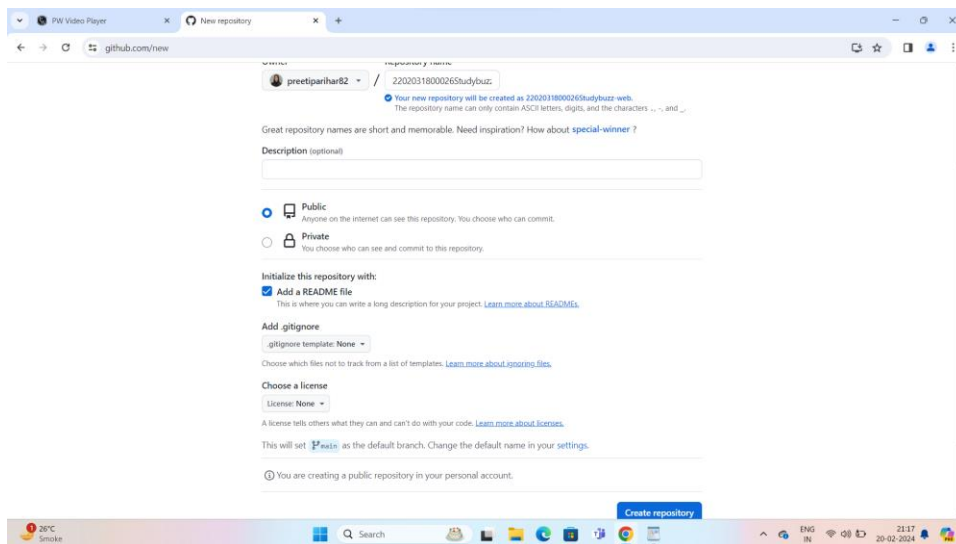 PW Video Player
New repository
github.com/new
Owner
Repository name
preetiparihar82
/
2202031800026Studybuzz
Your new repository will be created as 2202031800026Studybuzz-web.
The repository name can only contain ASCII letters, digits, and the characters ., -, and _.
Great repository names are short and memorable. Need inspiration? How about special-winner ?
Description (optional)
Public
Anyone on the internet can see this repository. You choose who can commit.
Private
You choose who can see and commit to this repository.
Initialize this repository with:
Add a README file
This is where you can write a long description for your project. Learn more about READMEs.
Add .gitignore
.gitignore template: None
Choose which files not to track from a list of templates. Learn more about ignoring files.
Choose a license
License: None
A license tells others what they can and can't do with your code. Learn more about licenses.
This will set main as the default branch. Change the default name in your settings.
You are creating a public repository in your personal account.
Create repository
1
26°C
Smoke
Search
ENG
IN
21:17
20-02-2024